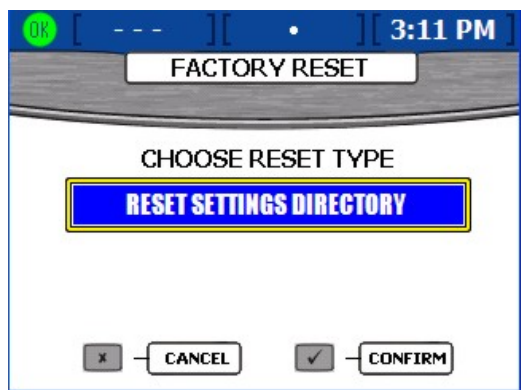 OK [ --- ][ • ][ 3:11 PM ]
FACTORY RESET
CHOOSE RESET TYPE
RESET SETTINGS DIRECTORY
x CANCEL ✓ CONFIRM